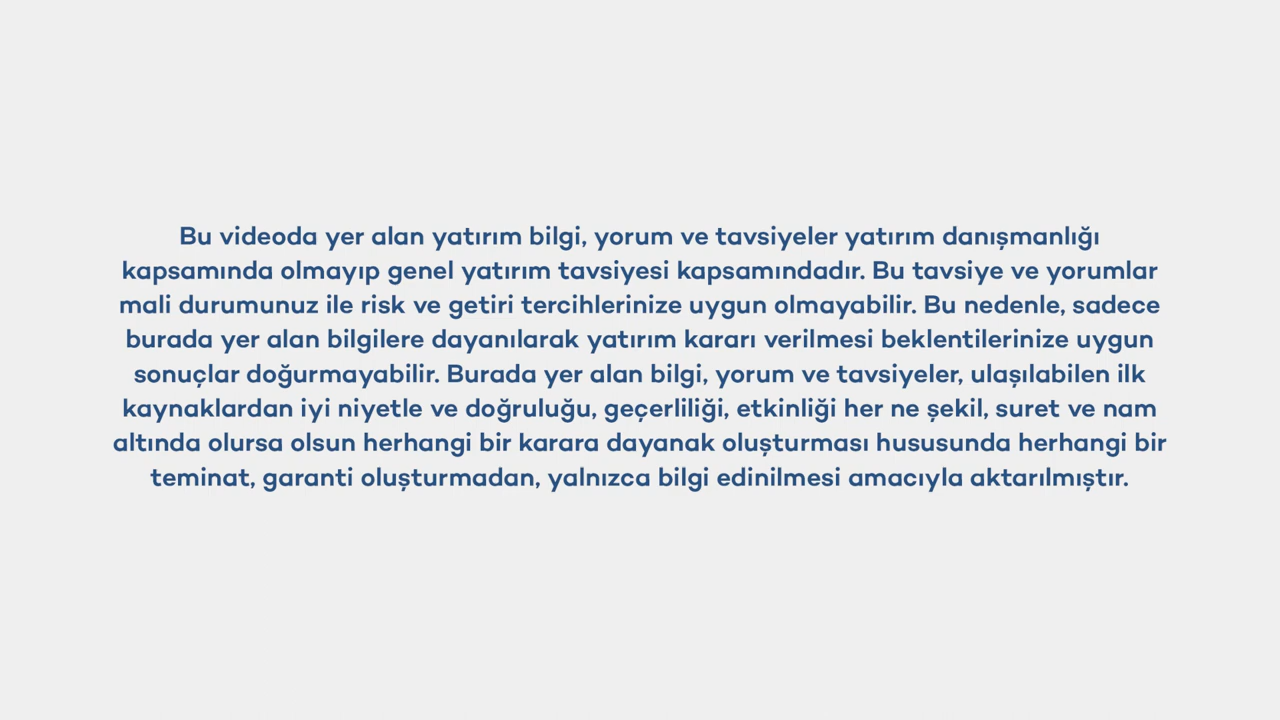 Bu videoda yer alan yatırım bilgi, yorum ve tavsiyeler yatırım danışmanlığı
kapsamında olmayıp genel yatırım tavsiyesi kapsamındadır. Bu tavsiye ve yorumlar
mali durumunuz ile risk ve getiri tercihlerinize uygun olmayabilir. Bu nedenle, sadece
burada yer alan bilgilere dayanılarak yatırım kararı verilmesi beklentilerinize uygun
sonuçlar doğurmayabilir. Burada yer alan bilgi, yorum ve tavsiyeler, ulaşılabilen ilk
kaynaklardan iyi niyetle ve doğruluğu, geçerliliği, etkinliği her ne şekil, suret ve nam
altında olursa olsun herhangi bir karara dayanak oluşturması hususunda herhangi bir
teminat, garanti oluşturmadan, yalnızca bilgi edinilmesi amacıyla aktarılmıştır.